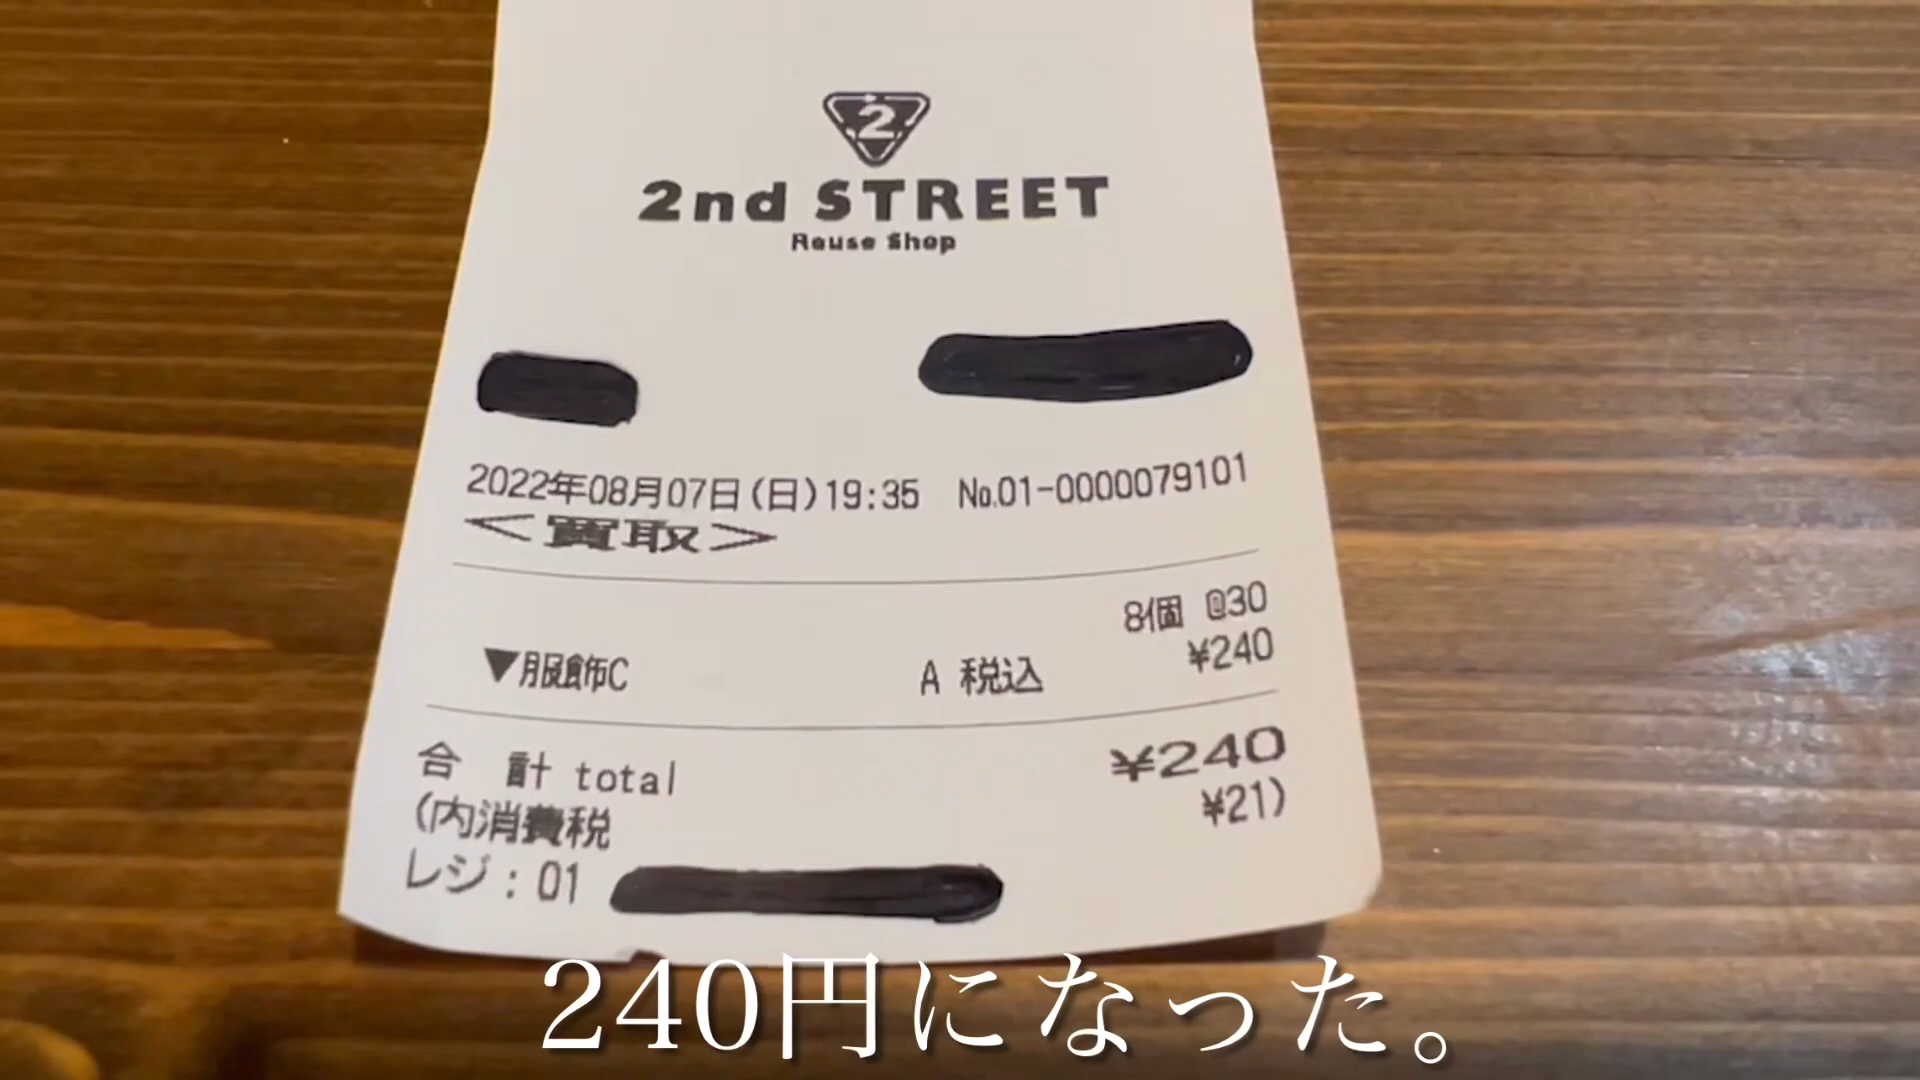 2
2nd STREET
Reuse Shop
2022年08月07日(日)19:35 №01-0000079101
＜買取＞
8個 @30
▼服飾C A 税込 ¥240
合 計 total ¥240
(内消費税 ¥21)
レジ:01
240円になった。